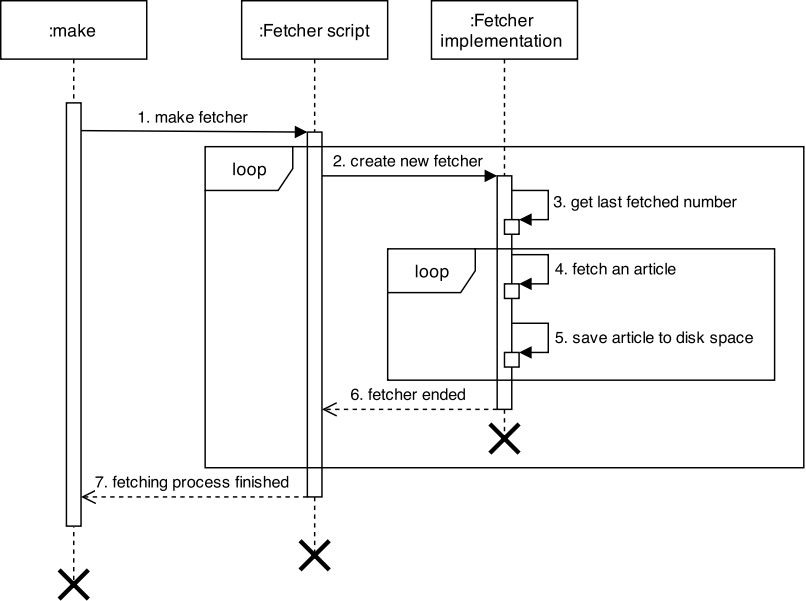 :make
:Fetcher script
:Fetcher
implementation
1. make fetcher
loop
2. create new fetcher
3. get last fetched number
loop
4. fetch an article
5. save article to disk space
6. fetcher ended
7. fetching process finished